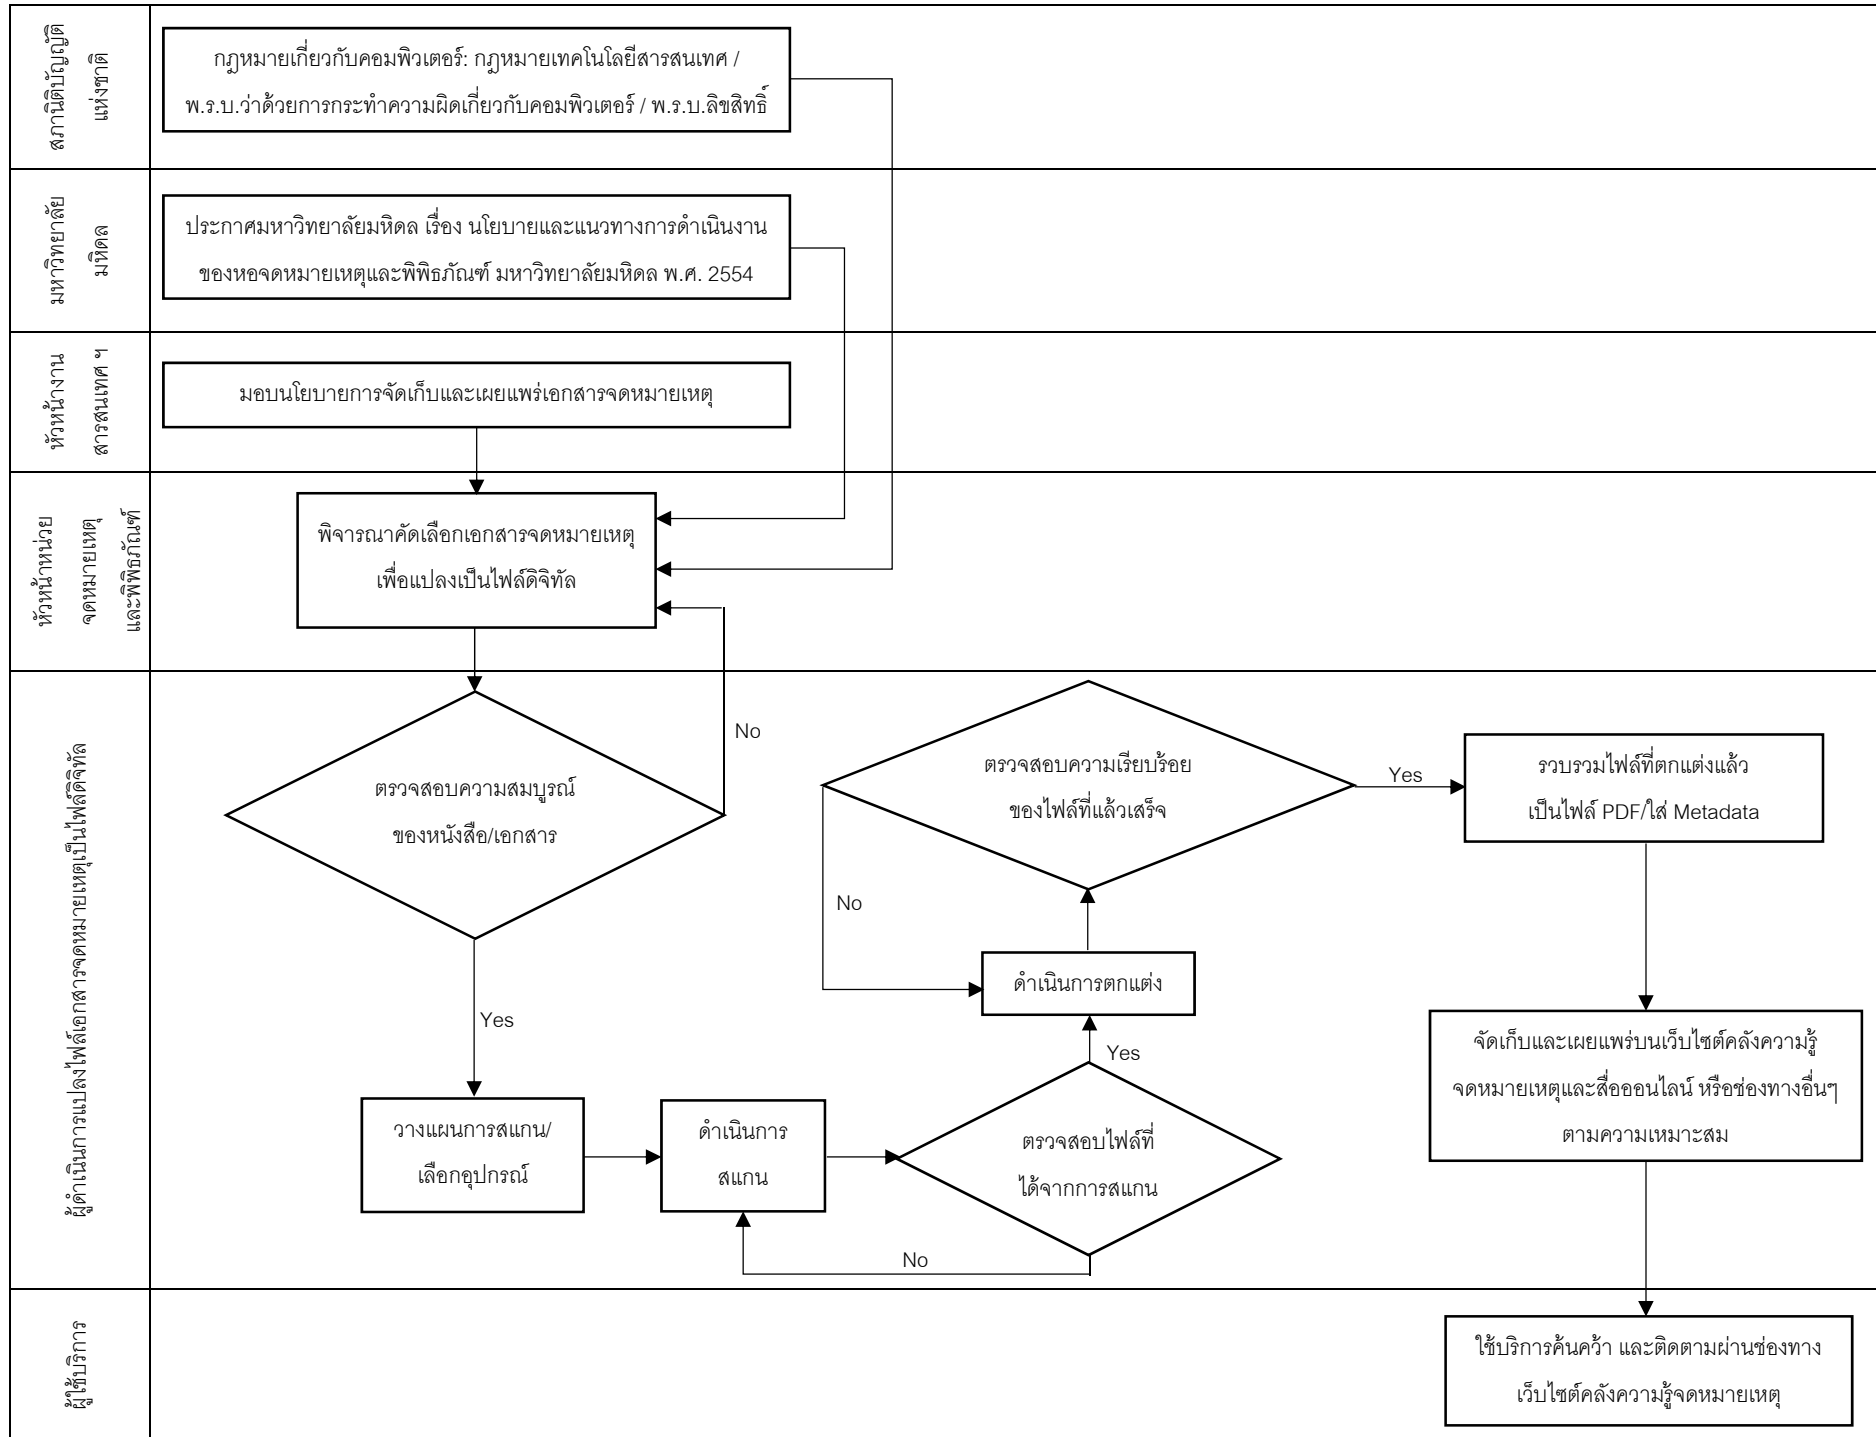 สภานิติบัญญัติ
แห่งชาติ
กฎหมายเกี่ยวกับคอมพิวเตอร์: กฎหมายเทคโนโลยีสารสนเทศ /
พ.ร.บ.ว่าด้วยการกระทำความผิดเกี่ยวกับคอมพิวเตอร์ / พ.ร.บ.ลิขสิทธิ์
มหาวิทยาลัย
มหิดล
ประกาศมหาวิทยาลัยมหิดล เรื่อง นโยบายและแนวทางการดำเนินงาน
ของหอจดหมายเหตุและพิพิธภัณฑ์ มหาวิทยาลัยมหิดล พ.ศ. 2554
หัวหน้างาน
สารสนเทศ ฯ
มอบนโยบายการจัดเก็บและเผยแพร่เอกสารจดหมายเหตุ
หัวหน้าหน่วย
จดหมายเหตุ
และพิพิธภัณฑ์
พิจารณาคัดเลือกเอกสารจดหมายเหตุ
เพื่อแปลงเป็นไฟล์ดิจิทัล
ผู้ดำเนินการแปลงไฟล์เอกสารจดหมายเหตุเป็นไฟล์ดิจิทัล
ตรวจสอบความสมบูรณ์
ของหนังสือ/เอกสาร
No
Yes
วางแผนการสแกน/
เลือกอุปกรณ์
ดำเนินการ
สแกน
ตรวจสอบไฟล์ที่
ได้จากการสแกน
No
Yes
ดำเนินการตกแต่ง
ตรวจสอบความเรียบร้อย
ของไฟล์ที่แล้วเสร็จ
No
Yes
รวบรวมไฟล์ที่ตกแต่งแล้ว
เป็นไฟล์ PDF/ใส่ Metadata
จัดเก็บและเผยแพร่บนเว็บไซต์คลังความรู้
จดหมายเหตุและสื่อออนไลน์ หรือช่องทางอื่นๆ
ตามความเหมาะสม
ผู้ใช้บริการ
ใช้บริการค้นคว้า และติดตามผ่านช่องทาง
เว็บไซต์คลังความรู้จดหมายเหตุ